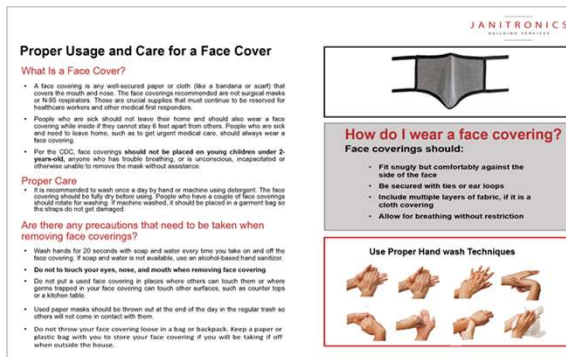 JANITRONICS
BUILDING SERVICES
Proper Usage and Care for a Face Cover
What Is a Face Cover?
• A face covering is any well-secured paper or cloth (like a bandana or scarf) that
covers the mouth and nose. The face coverings recommended are not surgical masks
or N-95 respirators. Those are crucial supplies that must continue to be reserved for
healthcare workers and other medical first responders.
• People who are sick should not leave their home and should also wear a face
covering while inside if they cannot stay 6 feet apart from others. People who are sick
and need to leave home, such as to get urgent medical care, should always wear a
face covering.
• Per the CDC, face coverings should not be placed on young children under 2-
years-old, anyone who has trouble breathing, or is unconscious, incapacitated or
otherwise unable to remove the mask without assistance.
Proper Care
• It is recommended to wash once a day by hand or machine using detergent. The face
covering should be fully dry before using. People who have a couple of face coverings
should rotate for washing. If machine washed, it should be placed in a garment bag so
the straps do not get damaged.
Are there any precautions that need to be taken when
removing face coverings?
• Wash hands for 20 seconds with soap and water every time you take on and off the
face covering. If soap and water is not available, use an alcohol-based hand sanitizer.
• Do not to touch your eyes, nose, and mouth when removing face covering.
• Do not put a used face covering in places where others can touch them or where
germs trapped in your face covering can touch other surfaces, such as counter tops
or a kitchen table.
• Used paper masks should be thrown out at the end of the day in the regular trash so
others will not come in contact with them.
• Do not throw your face covering loose in a bag or backpack. Keep a paper or
plastic bag with you to store your face covering if you will be taking if off
when outside the house.
How do I wear a face covering?
Face coverings should:
• Fit snugly but comfortably against the
side of the face
• Be secured with ties or ear loops
• Include multiple layers of fabric, if it is a
cloth covering
• Allow for breathing without restriction
Use Proper Hand wash Techniques